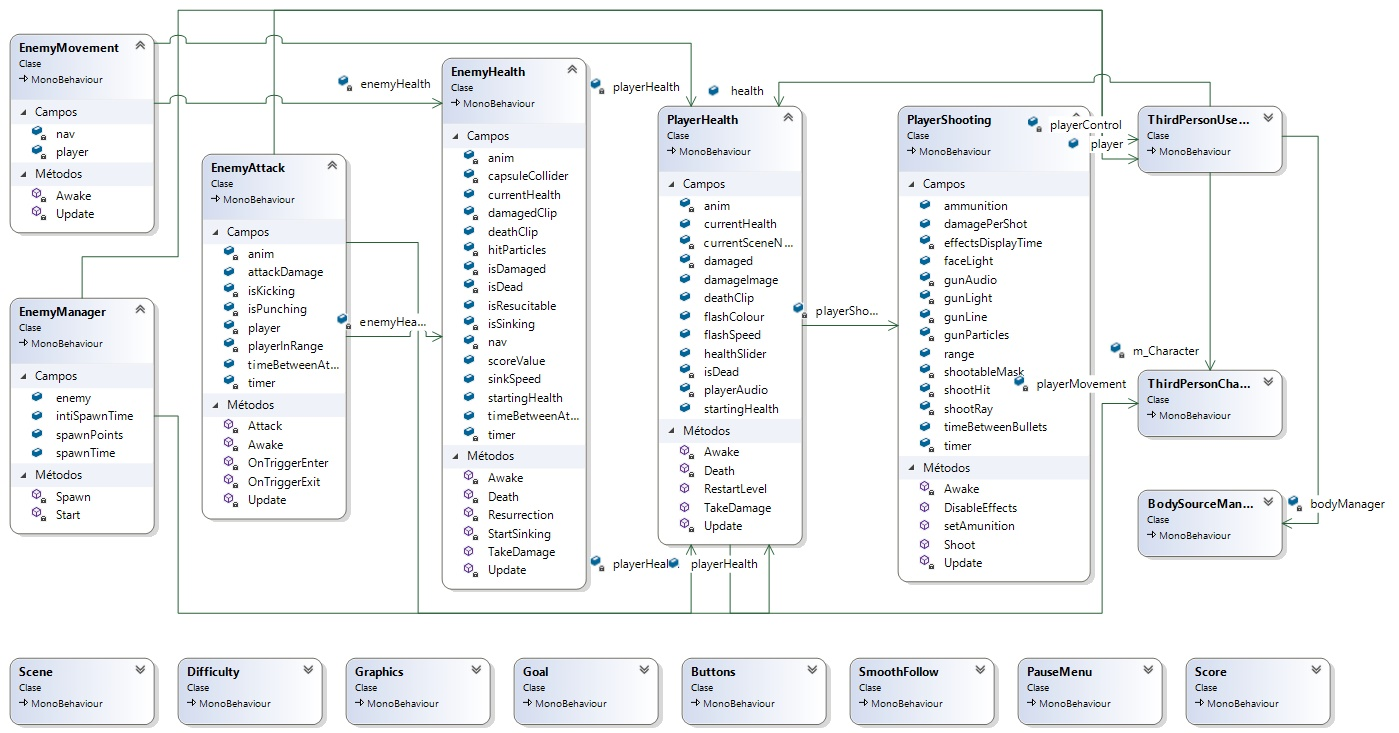 EnemyMovement
Clase
MonoBehaviour
Campos
nav
player
Métodos
Awake
Update
EnemyManager
Clase
MonoBehaviour
Campos
enemy
intiSpawnTime
spawnPoints
spawnTime
Métodos
Spawn
Start
EnemyAttack
Clase
MonoBehaviour
Campos
anim
attackDamage
isKicking
isPunching
player
playerInRange
timeBetweenAt...
timer
Métodos
Attack
Awake
OnTriggerEnter
OnTriggerExit
Update
enemyHealth
enemyHea...
EnemyHealth
Clase
MonoBehaviour
Campos
anim
capsuleCollider
currentHealth
damagedClip
deathClip
hitParticles
isDamaged
isDead
isResucitable
isSinking
nav
scoreValue
sinkSpeed
startingHealth
timeBetweenAt...
timer
Métodos
Awake
Death
Resurrection
StartSinking
TakeDamage
Update
playerHealth
health
PlayerHealth
Clase
MonoBehaviour
Campos
anim
currentHealth
currentSceneN...
damaged
damageImage
deathClip
flashColour
flashSpeed
healthSlider
isDead
playerAudio
startingHealth
Métodos
Awake
Death
RestartLevel
TakeDamage
Update
playerHealth
playerSho...
PlayerShooting
Clase
MonoBehaviour
Campos
ammunition
damagePerShot
effectsDisplayTime
faceLight
gunAudio
gunLight
gunLine
gunParticles
range
shootableMask
shootHit
shootRay
timeBetweenBullets
timer
Métodos
Awake
DisableEffects
setAmunition
Shoot
Update
playerControl
player
ThirdPersonUse...
Clase
MonoBehaviour
m_Character
playerMovement
ThirdPersonCha...
Clase
MonoBehaviour
BodySourceMan...
Clase
MonoBehaviour
bodyManager
Scene
Clase
MonoBehaviour
Difficulty
Clase
MonoBehaviour
Graphics
Clase
MonoBehaviour
Goal
Clase
MonoBehaviour
Buttons
Clase
MonoBehaviour
SmoothFollow
Clase
MonoBehaviour
PauseMenu
Clase
MonoBehaviour
Score
Clase
MonoBehaviour